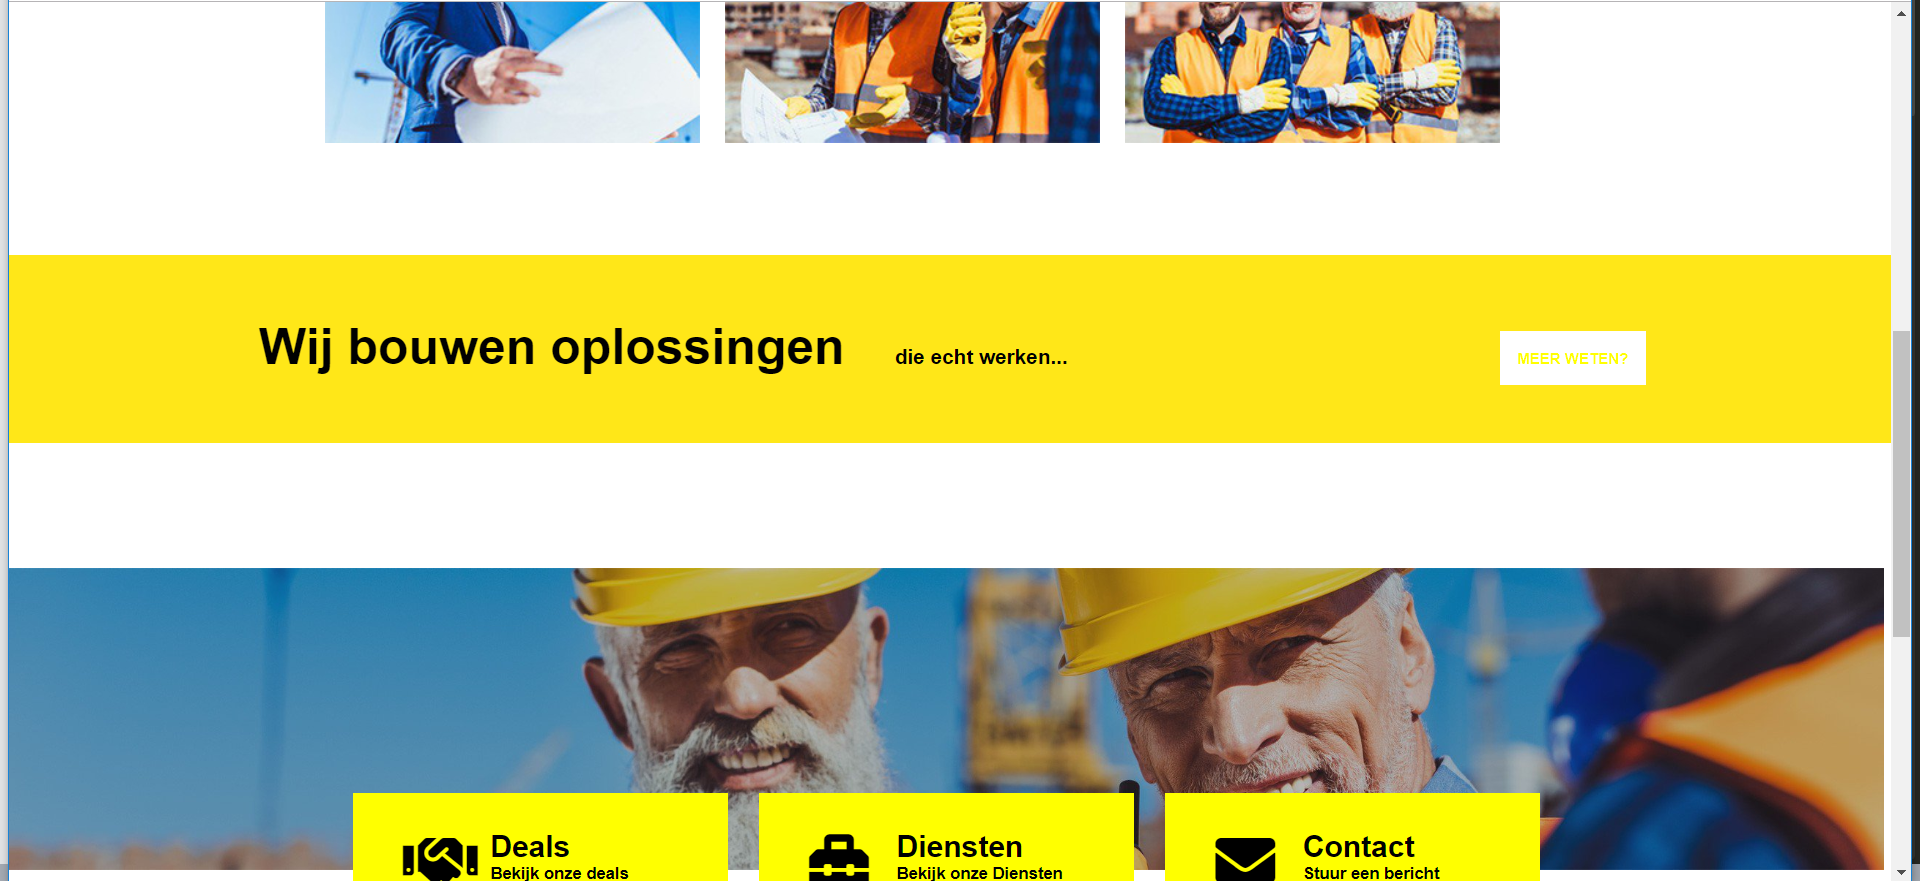 Wij bouwen oplossingen
die echt werken...
MEER WETEN?
Deals
Bekijk onze deals
Diensten
Bekijk onze Diensten
Contact
Stuur een bericht